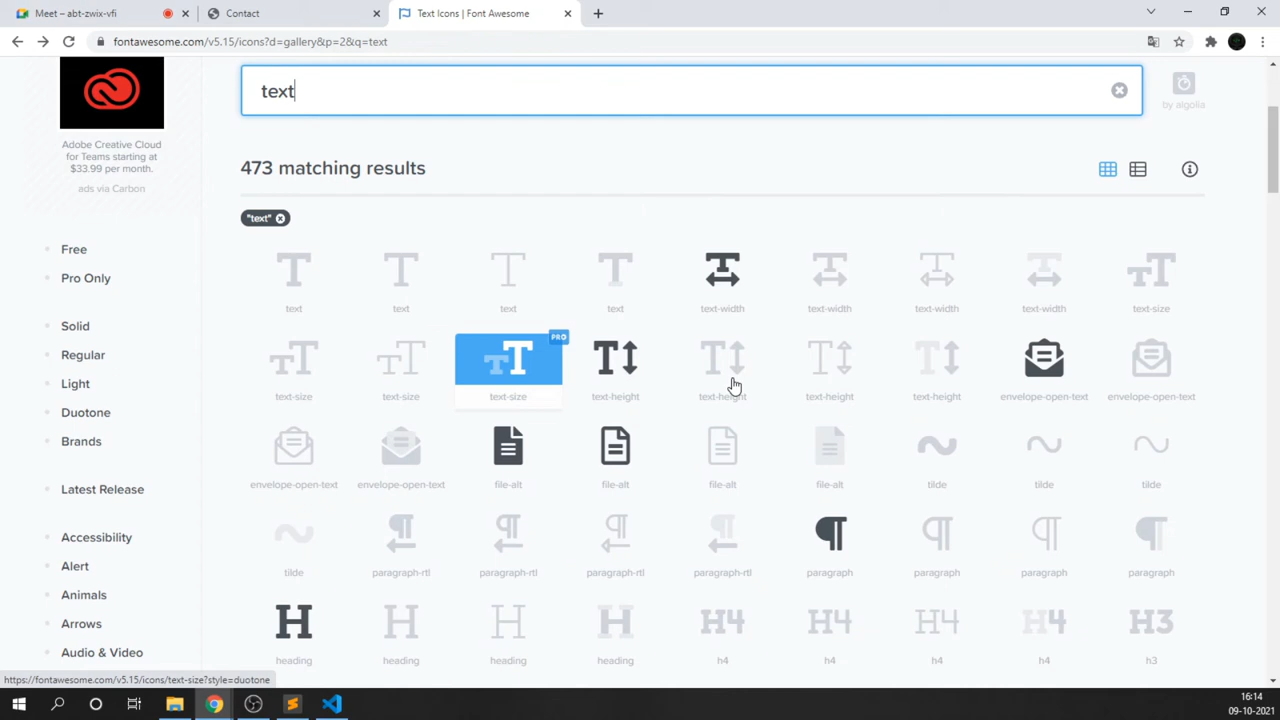 Meet – abt-zwix-vfi
Contact
Text Icons | Font Awesome
fontawesome.com/v5.15/icons?d=gallery&p=2&q=text
text
by algolia
Adobe Creative Cloud
for Teams starting at
$33.99 per month.
ads via Carbon
473 matching results
"text"
Free
Pro Only
Solid
Regular
Light
Duotone
Brands
Latest Release
Accessibility
Alert
Animals
Arrows
Audio & Video
text text text text text-width text-width text-width text-width text-size
PRO
text-size text-size text-size text-height text-height text-height text-height envelope-open-text envelope-open-text
envelope-open-text envelope-open-text file-alt file-alt file-alt file-alt tilde tilde tilde
tilde paragraph-rtl paragraph-rtl paragraph-rtl paragraph-rtl paragraph paragraph paragraph paragraph
H4 H4 H4 H4 H3
heading heading heading heading h4 h4 h4 h4 h3
https://fontawesome.com/v5.15/icons/text-size?style=duotone
16:14
09-10-2021